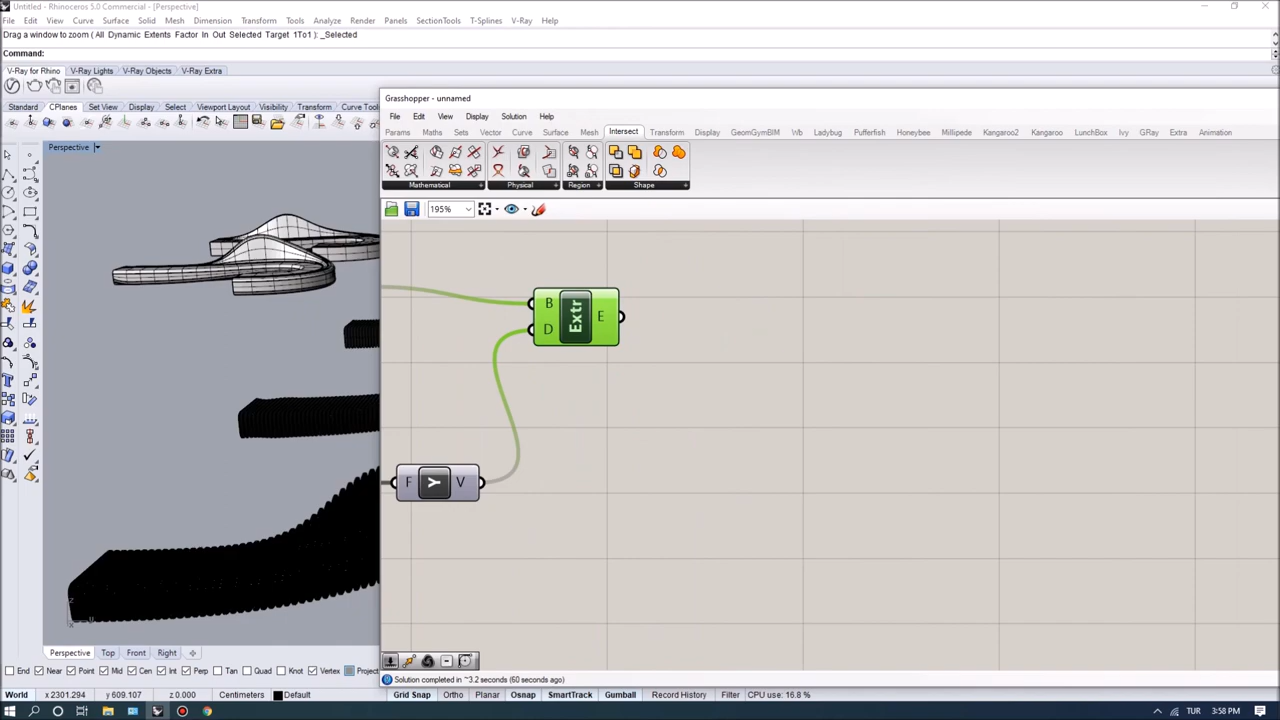 Untitled - Rhinoceros 5.0 Commercial - [Perspective]
File Edit View Curve Surface Solid Mesh Dimension Transform Tools Analyze Render Panels SectionTools T-Splines V-Ray Help
Drag a window to zoom ( All Dynamic Extents Factor In Out Selected Target 1To1 ): _Selected
Command:
V-Ray for Rhino V-Ray Lights V-Ray Objects V-Ray Extra
Standard CPlanes Set View Display Select Viewport Layout Visibility Transform Curve Tools
Perspective
Grasshopper - unnamed
File Edit View Display Solution Help
Params Maths Sets Vector Curve Surface Mesh Intersect Transform Display GeomGymBIM Wb Ladybug Pufferfish Honeybee Millipede Kangaroo2 Kangaroo LunchBox Ivy GRay Extra Animation
Mathematical Physical Region Shape
195%
B Extr E
D
F Y V
z
x y
Perspective Top Front Right
End Near Point Mid Cen Int Perp Tan Quad Knot Vertex Project
Solution completed in ~3.2 seconds (60 seconds ago)
World x 2301.294 y 609.107 z 0.000 Centimeters Default Grid Snap Ortho Planar Osnap SmartTrack Gumball Record History Filter CPU use: 16.8 %
TUR 3:58 PM